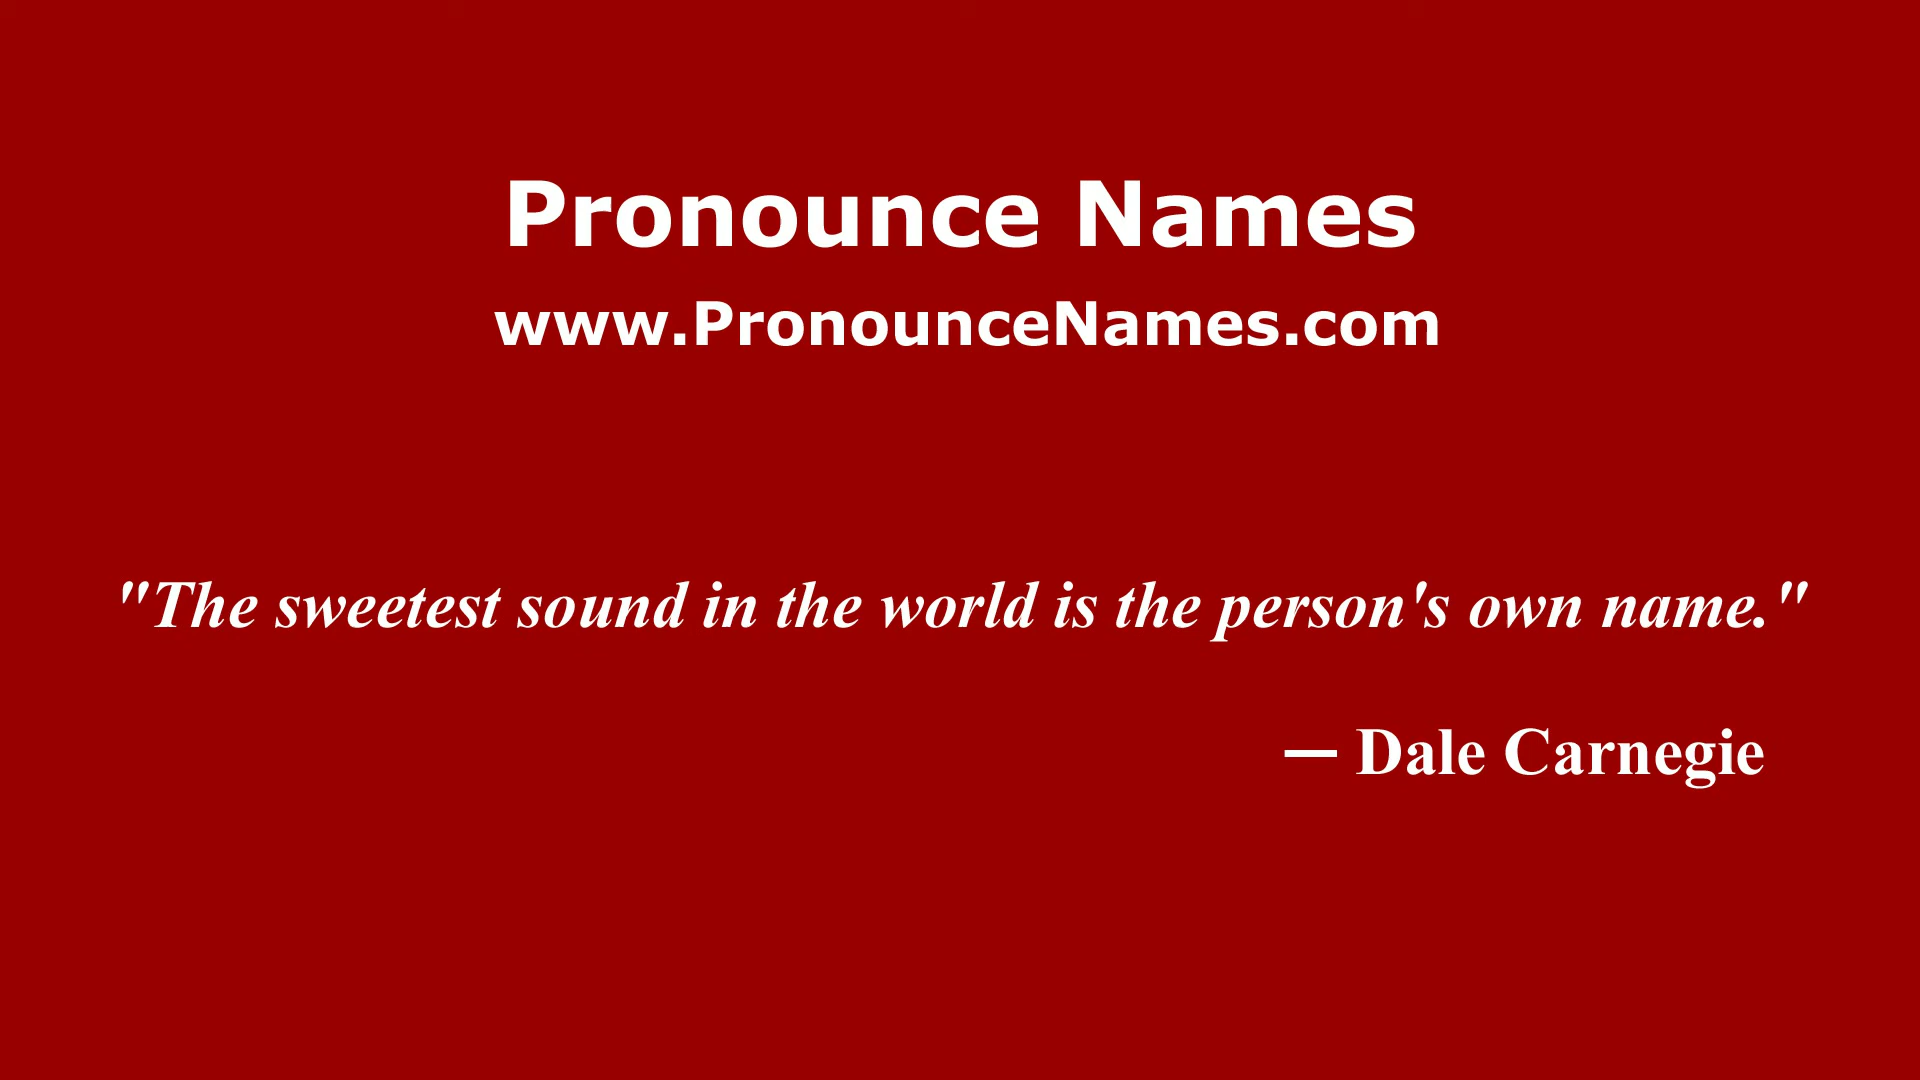 Pronounce Names
www.PronounceNames.com
"The sweetest sound in the world is the person's own name."
— Dale Carnegie